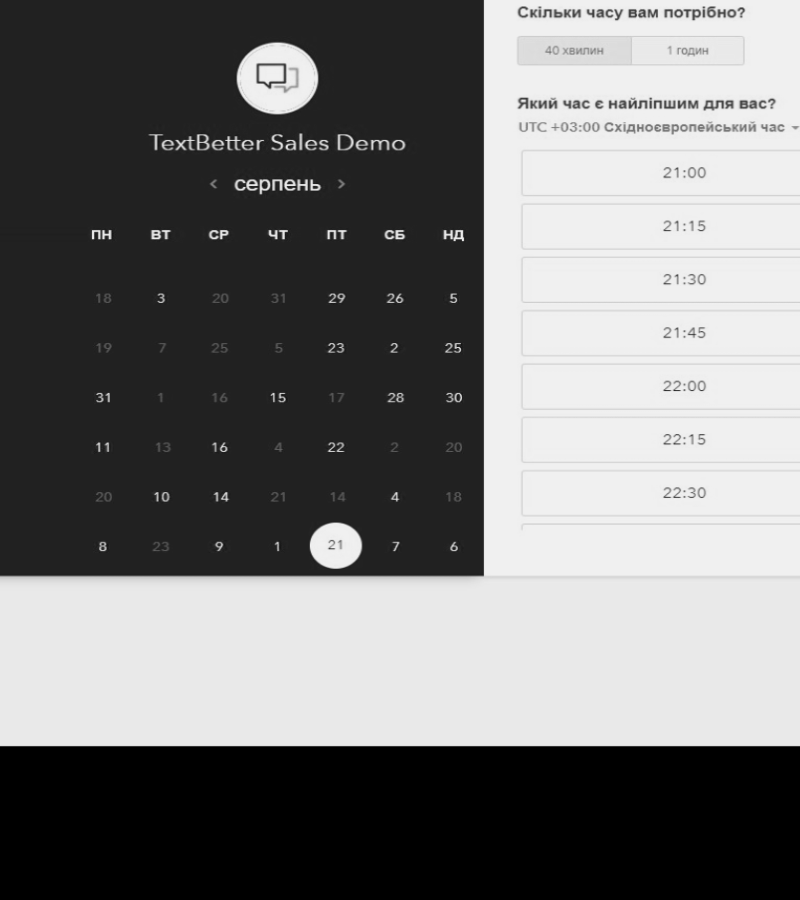 TextBetter Sales Demo
< серпень >
ПН ВТ СР ЧТ ПТ СБ НД
18 3 20 31 29 26 5
19 7 25 5 23 2 25
31 1 16 15 17 28 30
11 13 16 4 22 2 20
20 10 14 21 14 4 18
8 23 9 1 21 7 6
Скільки часу вам потрібно?
40 хвилин 1 годин
Який час є найліпшим для вас?
UTC +03:00 Східноєвропейський час
21:00
21:15
21:30
21:45
22:00
22:15
22:30